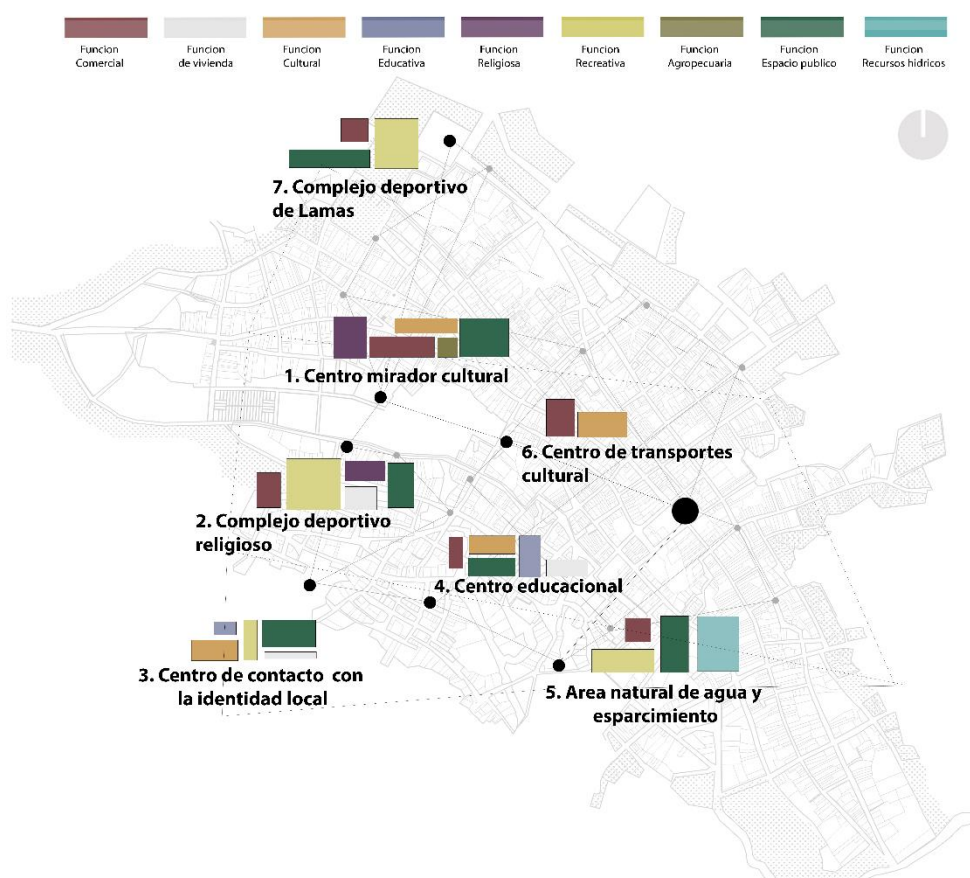 Funcion
Comercial
Funcion
de vivienda
Funcion
Cultural
Funcion
Educativa
Funcion
Religiosa
Funcion
Recreativa
Funcion
Agropecuaria
Funcion
Espacio publico
Funcion
Recursos hidricos
7. Complejo deportivo
de Lamas
1. Centro mirador cultural
6. Centro de transportes
cultural
2. Complejo deportivo
religioso
4. Centro educacional
3. Centro de contacto con
la identidad local
5. Area natural de agua y
esparcimiento